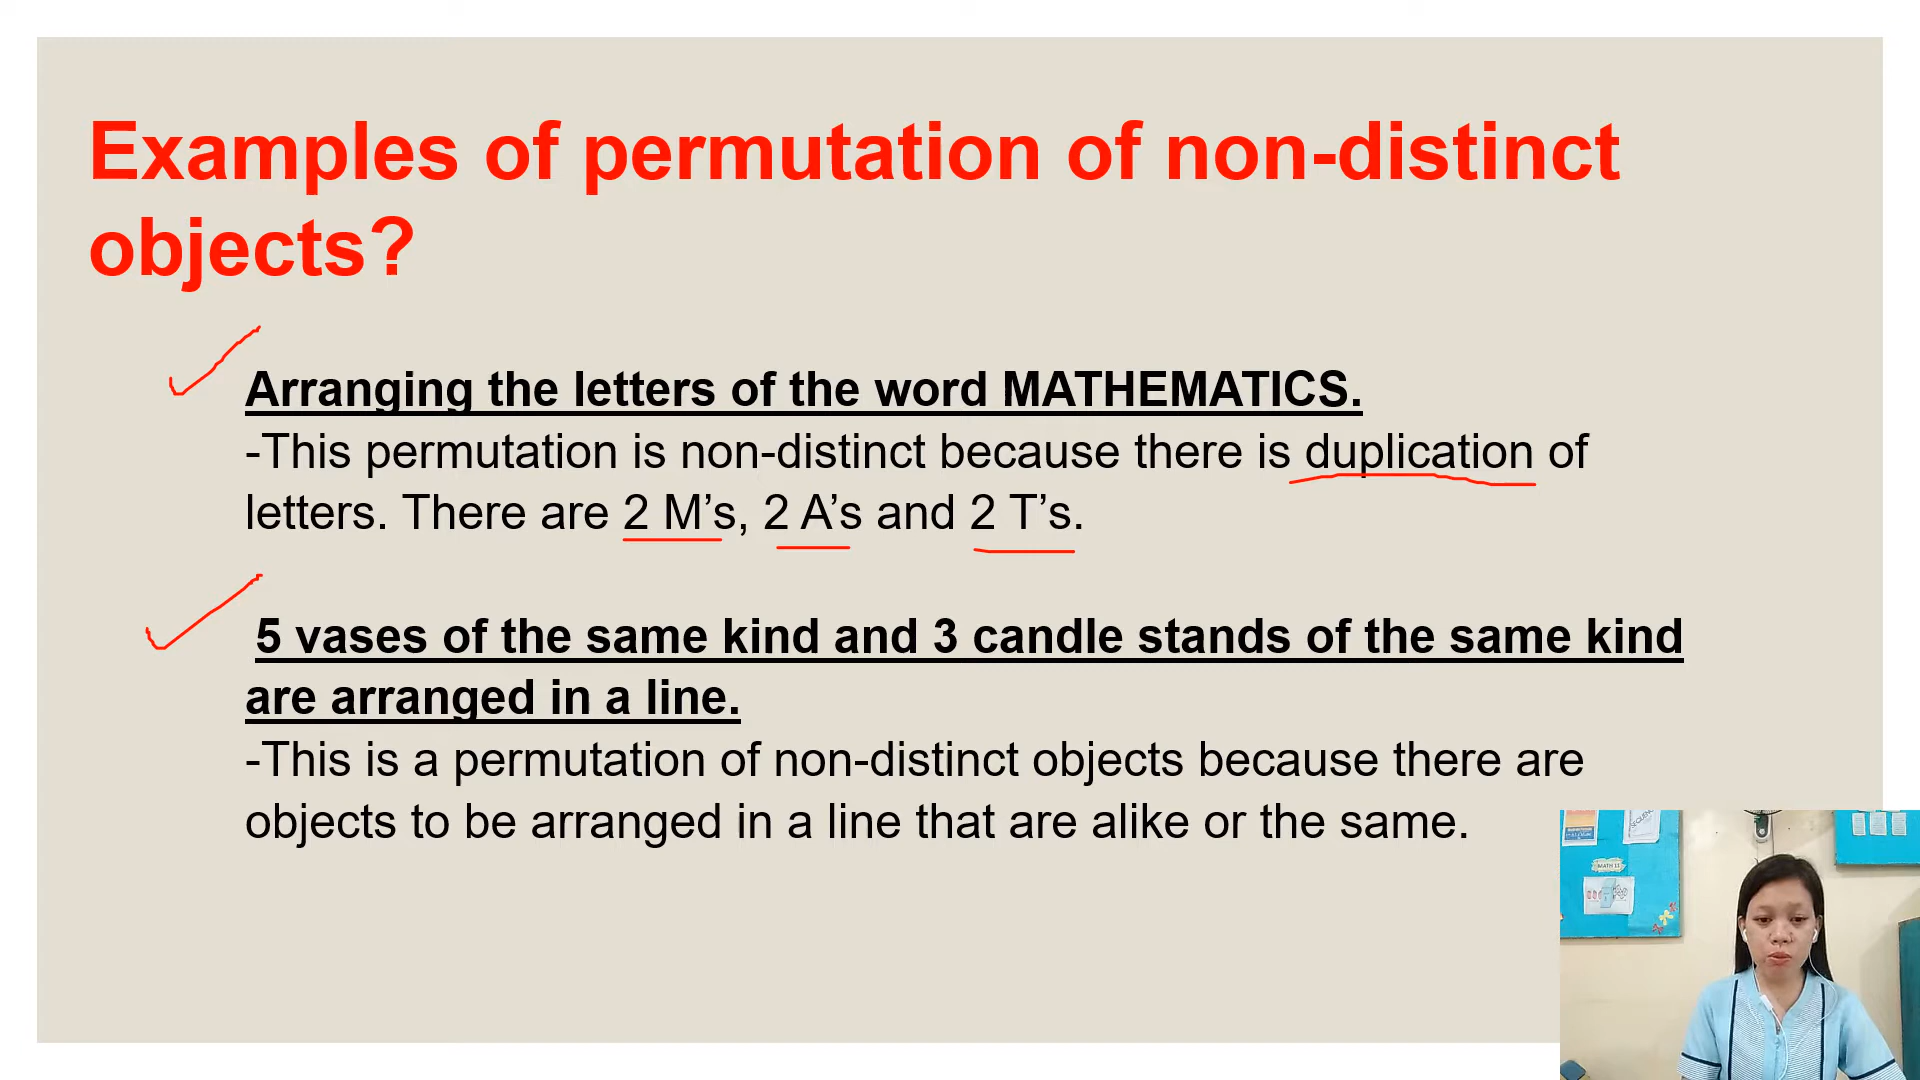 Examples of permutation of non-distinct
objects?
Arranging the letters of the word MATHEMATICS.
-This permutation is non-distinct because there is duplication of
letters. There are 2 M’s, 2 A’s and 2 T’s.
5 vases of the same kind and 3 candle stands of the same kind
are arranged in a line.
-This is a permutation of non-distinct objects because there are
objects to be arranged in a line that are alike or the same.